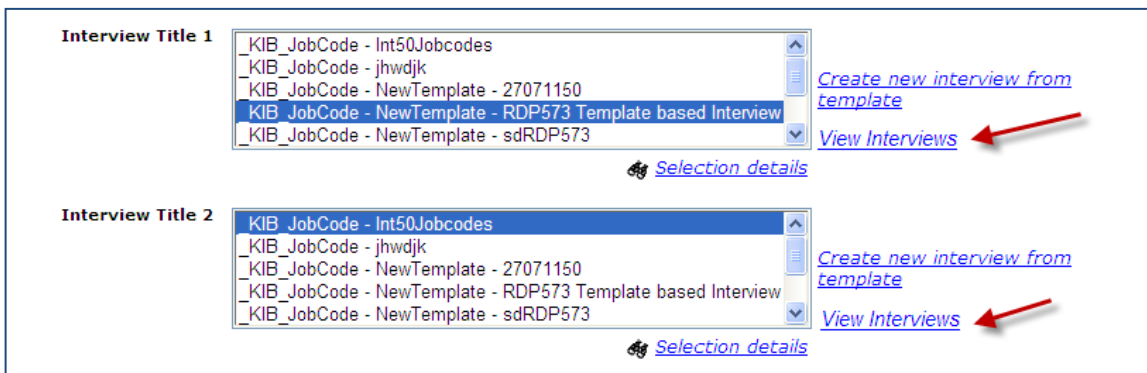 Interview Title 1
_KIB_JobCode - Int50Jobcodes
_KIB_JobCode - jhwdjk
_KIB_JobCode - NewTemplate - 27071150
_KIB_JobCode - NewTemplate - RDP573 Template based Interview
_KIB_JobCode - NewTemplate - sdRDP573
Create new interview from
template
View Interviews
Selection details
Interview Title 2
_KIB_JobCode - Int50Jobcodes
_KIB_JobCode - jhwdjk
_KIB_JobCode - NewTemplate - 27071150
_KIB_JobCode - NewTemplate - RDP573 Template based Interview
_KIB_JobCode - NewTemplate - sdRDP573
Create new interview from
template
View Interviews
Selection details